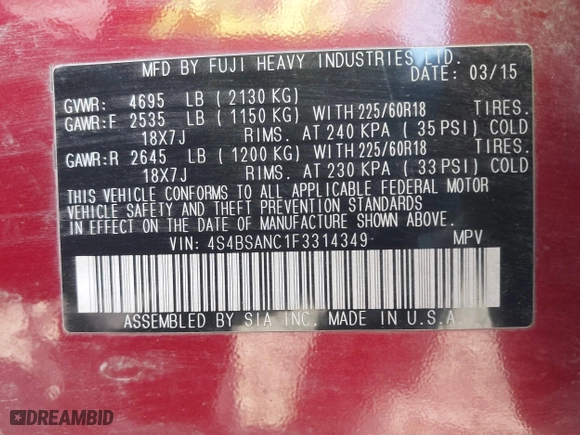 MFD BY FUJI HEAVY INDUSTRIES LTD.
DATE: 03/15
GVWR: 4695 LB ( 2130 KG)
GAWR:F 2535 LB ( 1150 KG) WITH 225/60R18 TIRES.
18X7J RIMS. AT 240 KPA ( 35 PSI) COLD
GAWR:R 2645 LB ( 1200 KG) WITH 225/60R18 TIRES.
18X7J RIMS. AT 230 KPA ( 33 PSI) COLD
THIS VEHICLE CONFORMS TO ALL APPLICABLE FEDERAL MOTOR
VEHICLE SAFETY AND THEFT PREVENTION STANDARDS
IN EFFECT ON THE DATE OF MANUFACTURE SHOWN ABOVE.
VIN: 4S4BSANC1F3314349 MPV
ASSEMBLED BY SIA INC. MADE IN U.S.A
DREAMBID